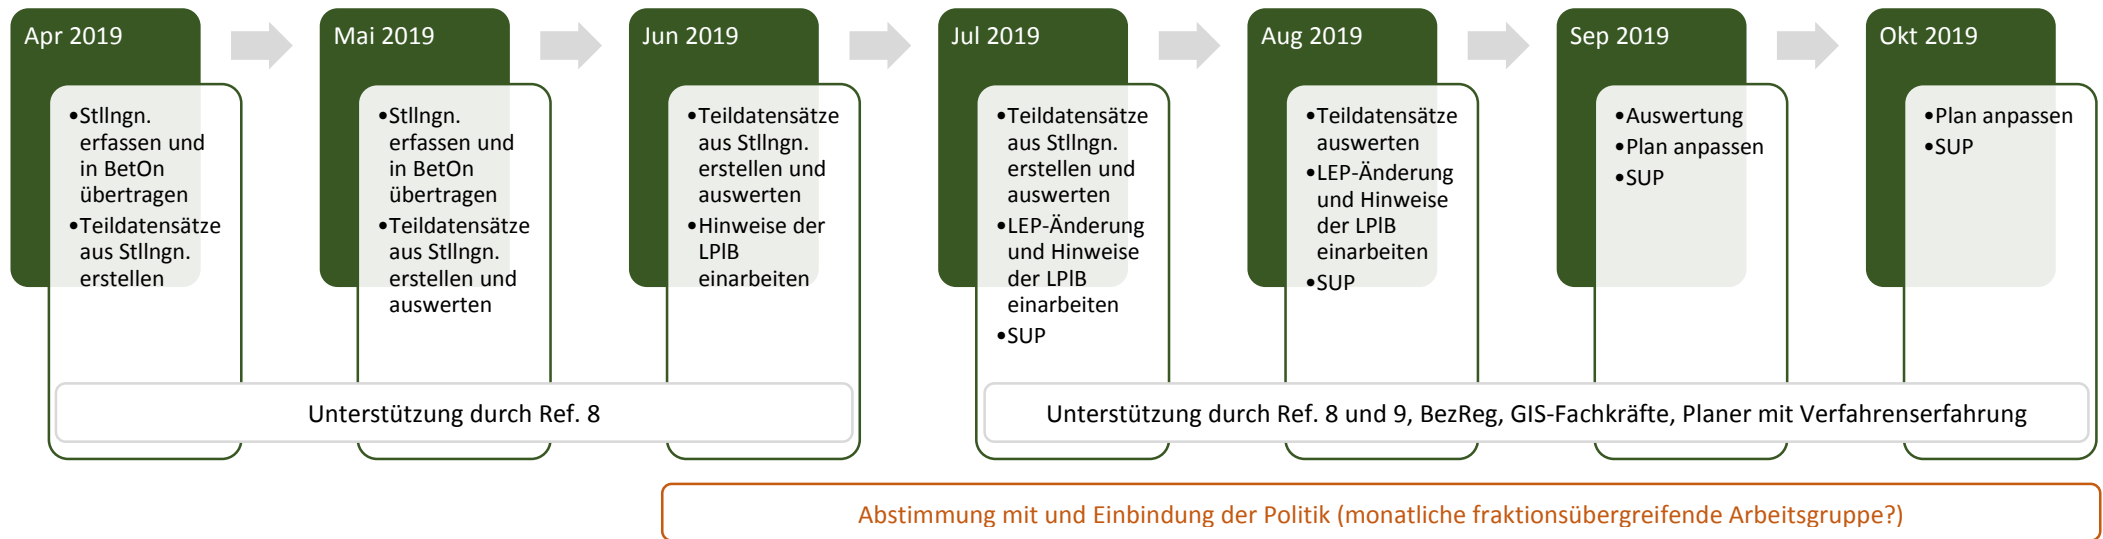 Apr 2019
•Stllngn.
erfassen und
in BetOn
übertragen
•Teildatensätze
aus Stllngn.
erstellen
Mai 2019
•Stllngn.
erfassen und
in BetOn
übertragen
•Teildatensätze
aus Stllngn.
erstellen und
auswerten
Jun 2019
•Teildatensätze
aus Stllngn.
erstellen und
auswerten
•Hinweise der
LPlB
einarbeiten
Jul 2019
•Teildatensätze
aus Stllngn.
erstellen und
auswerten
•LEP-Änderung
und Hinweise
der LPlB
einarbeiten
•SUP
Aug 2019
•Teildatensätze
auswerten
•LEP-Änderung
und Hinweise
der LPlB
einarbeiten
•SUP
Sep 2019
•Auswertung
•Plan anpassen
•SUP
Okt 2019
•Plan anpassen
•SUP
Unterstützung durch Ref. 8
Unterstützung durch Ref. 8 und 9, BezReg, GIS-Fachkräfte, Planer mit Verfahrenserfahrung
Abstimmung mit und Einbindung der Politik (monatliche fraktionsübergreifende Arbeitsgruppe?)